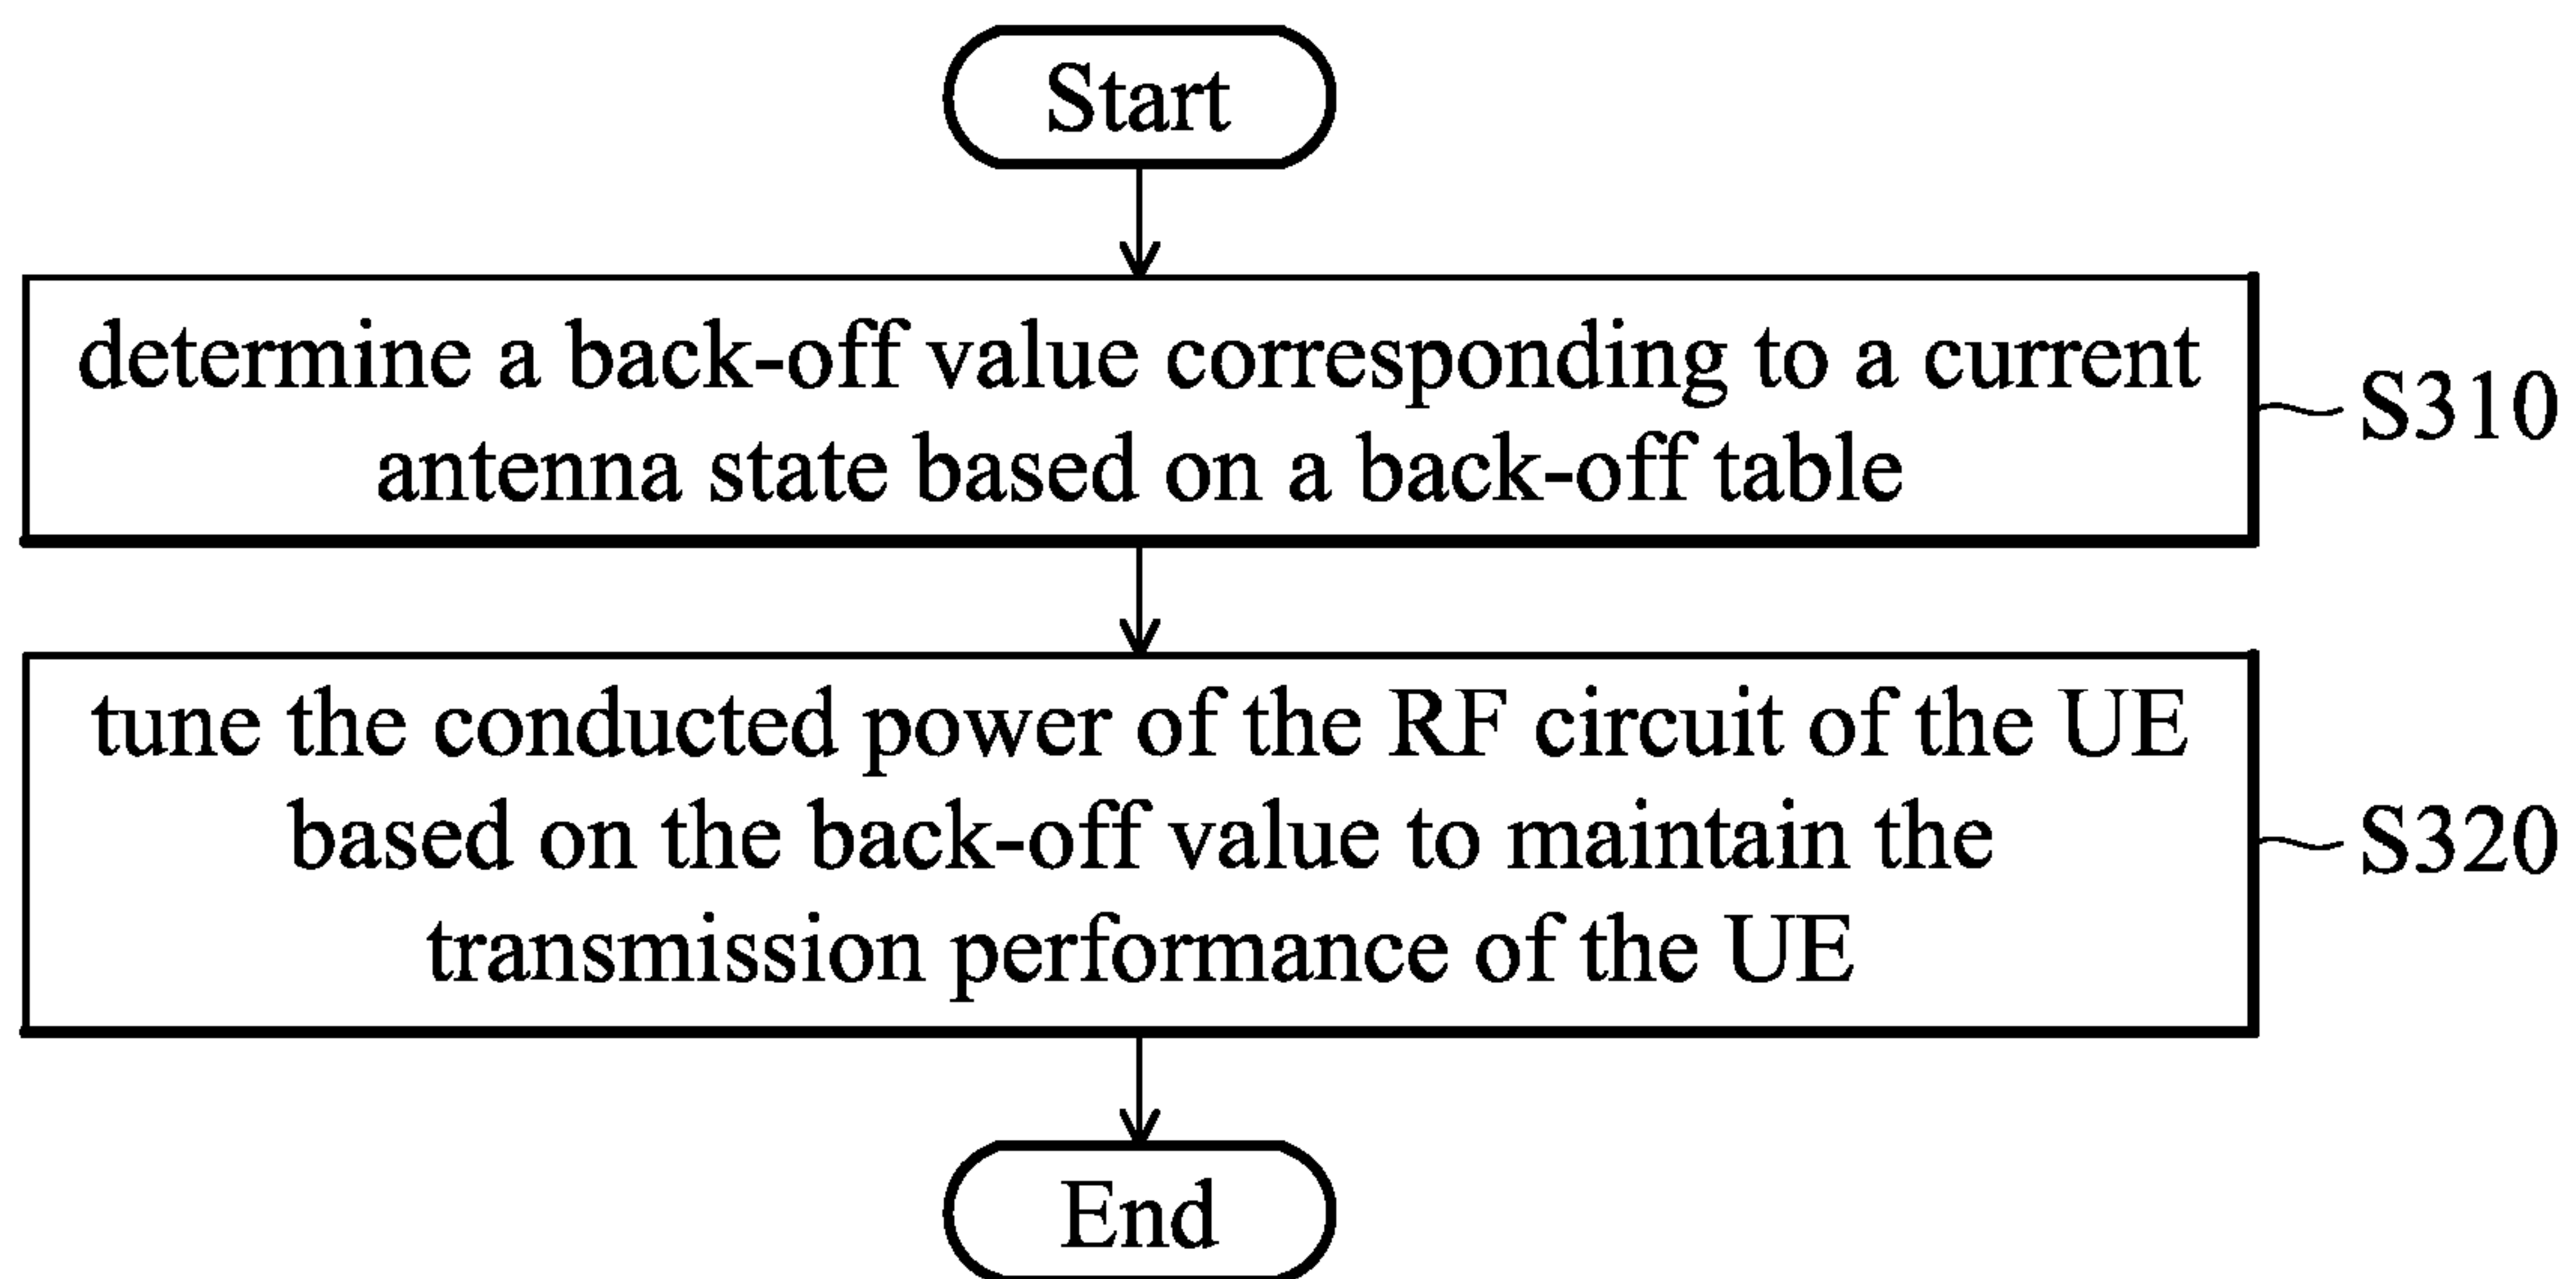 Start
determine a back-off value corresponding to a current
antenna state based on a back-off table
S310
tune the conducted power of the RF circuit of the UE
based on the back-off value to maintain the
transmission performance of the UE
S320
End